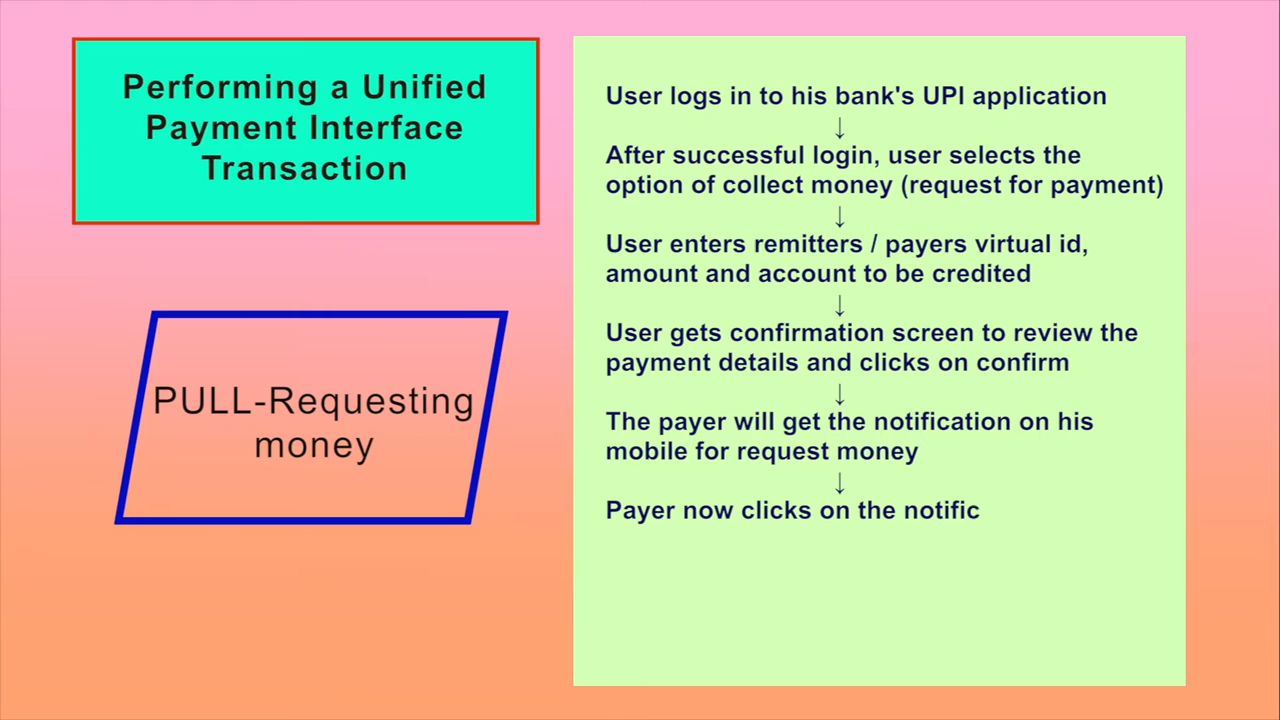 Performing a Unified
Payment Interface
Transaction
PULL-Requesting
money
User logs in to his bank's UPI application
↓
After successful login, user selects the
option of collect money (request for payment)
↓
User enters remitters / payers virtual id,
amount and account to be credited
↓
User gets confirmation screen to review the
payment details and clicks on confirm
↓
The payer will get the notification on his
mobile for request money
↓
Payer now clicks on the notific